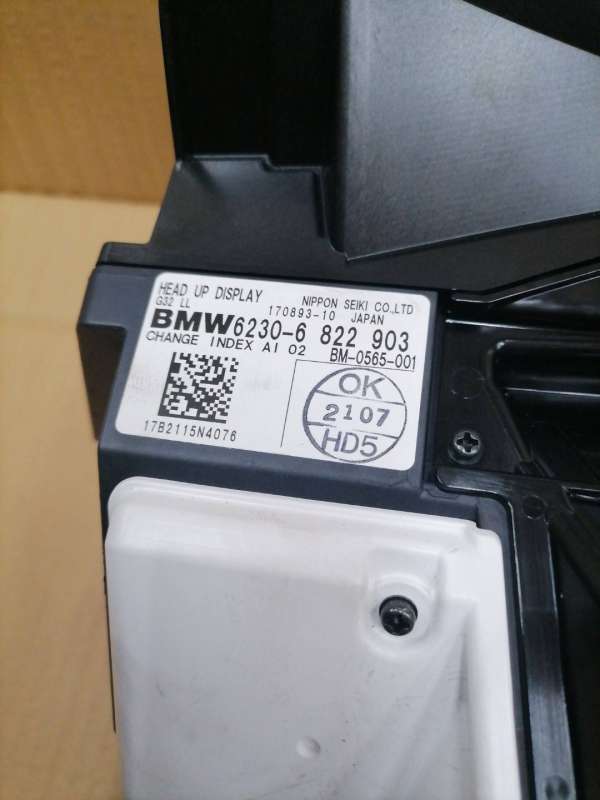 HEAD UP DISPLAY
NIPPON SEIKI CO.,LTD
G32 LL
170893-10 JAPAN
BMW 6230-6 822 903
CHANGE INDEX AI 02
BM-0565-001
OK
2107
HD5
17B2115N4076